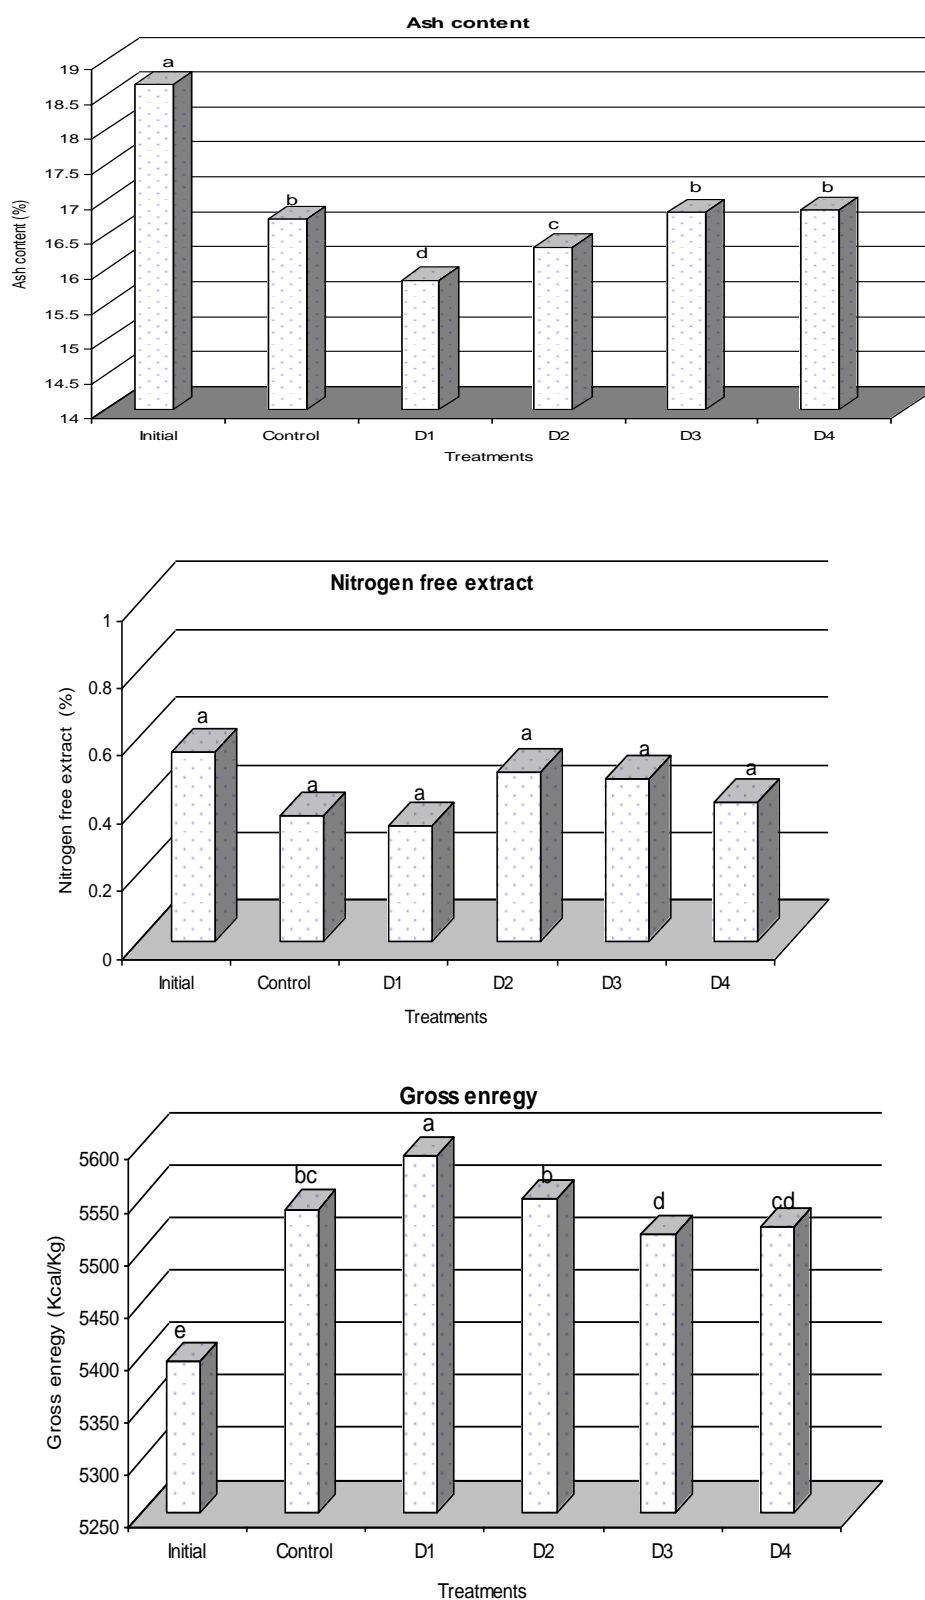 Ash content
a
19
18.5
18
17.5
17
16.5
16
15.5
15
14.5
14
b
d
c
b
b
Ash content (%)
Initial Control D1 D2 D3 D4
Treatments
Nitrogen free extract
1
0.8
0.6
0.4
0.2
0
a
a
a
a
a
a
Nitrogen free extract (%)
Initial Control D1 D2 D3 D4
Treatments
Gross enregy
5600
5550
5500
5450
5400
5350
5300
5250
e
bc
a
b
d
cd
Gross enregy (Kcal/Kg)
Initial Control D1 D2 D3 D4
Treatments